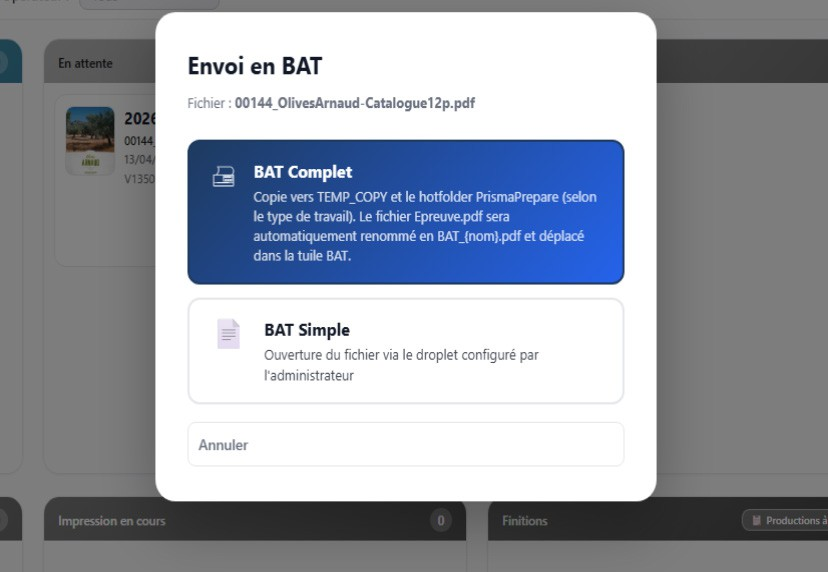 En attente
2026
00144_
13/04/
V1350
Envoi en BAT
Fichier : 00144_OlivesArnaud-Catalogue12p.pdf
BAT Complet
Copie vers TEMP_COPY et le hotfolder PrismaPrepare (selon
le type de travail). Le fichier Epreuve.pdf sera
automatiquement renommé en BAT_{nom}.pdf et déplacé
dans la tuile BAT.
BAT Simple
Ouverture du fichier via le droplet configuré par
l'administrateur
Annuler
Impression en cours
0
Finitions
Productions à